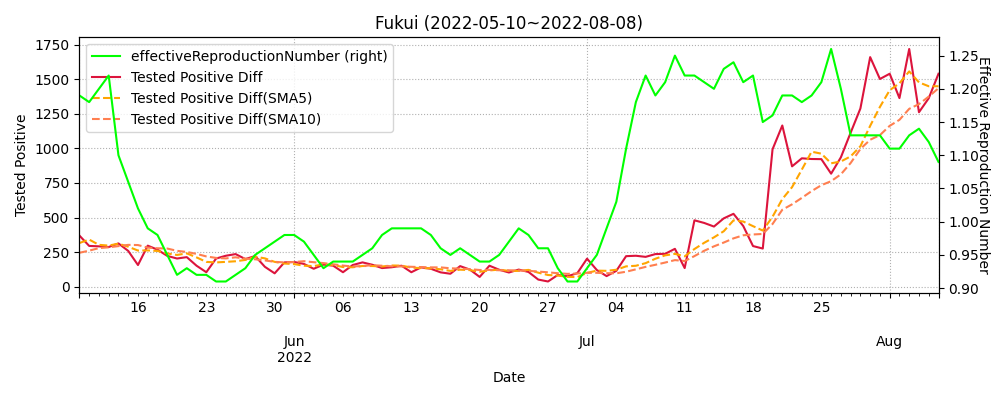 Fukui (2022-05-10~2022-08-08)
effectiveReproductionNumber (right)
Tested Positive Diff
Tested Positive Diff(SMA5)
Tested Positive Diff(SMA10)
Tested Positive
1750
1500
1250
1000
750
500
250
0
Effective Reproduction Number
1.25
1.20
1.15
1.10
1.05
1.00
0.95
0.90
16 23 30 06 13 20 27 04 11 18 25
Jun Jul Aug
2022
Date